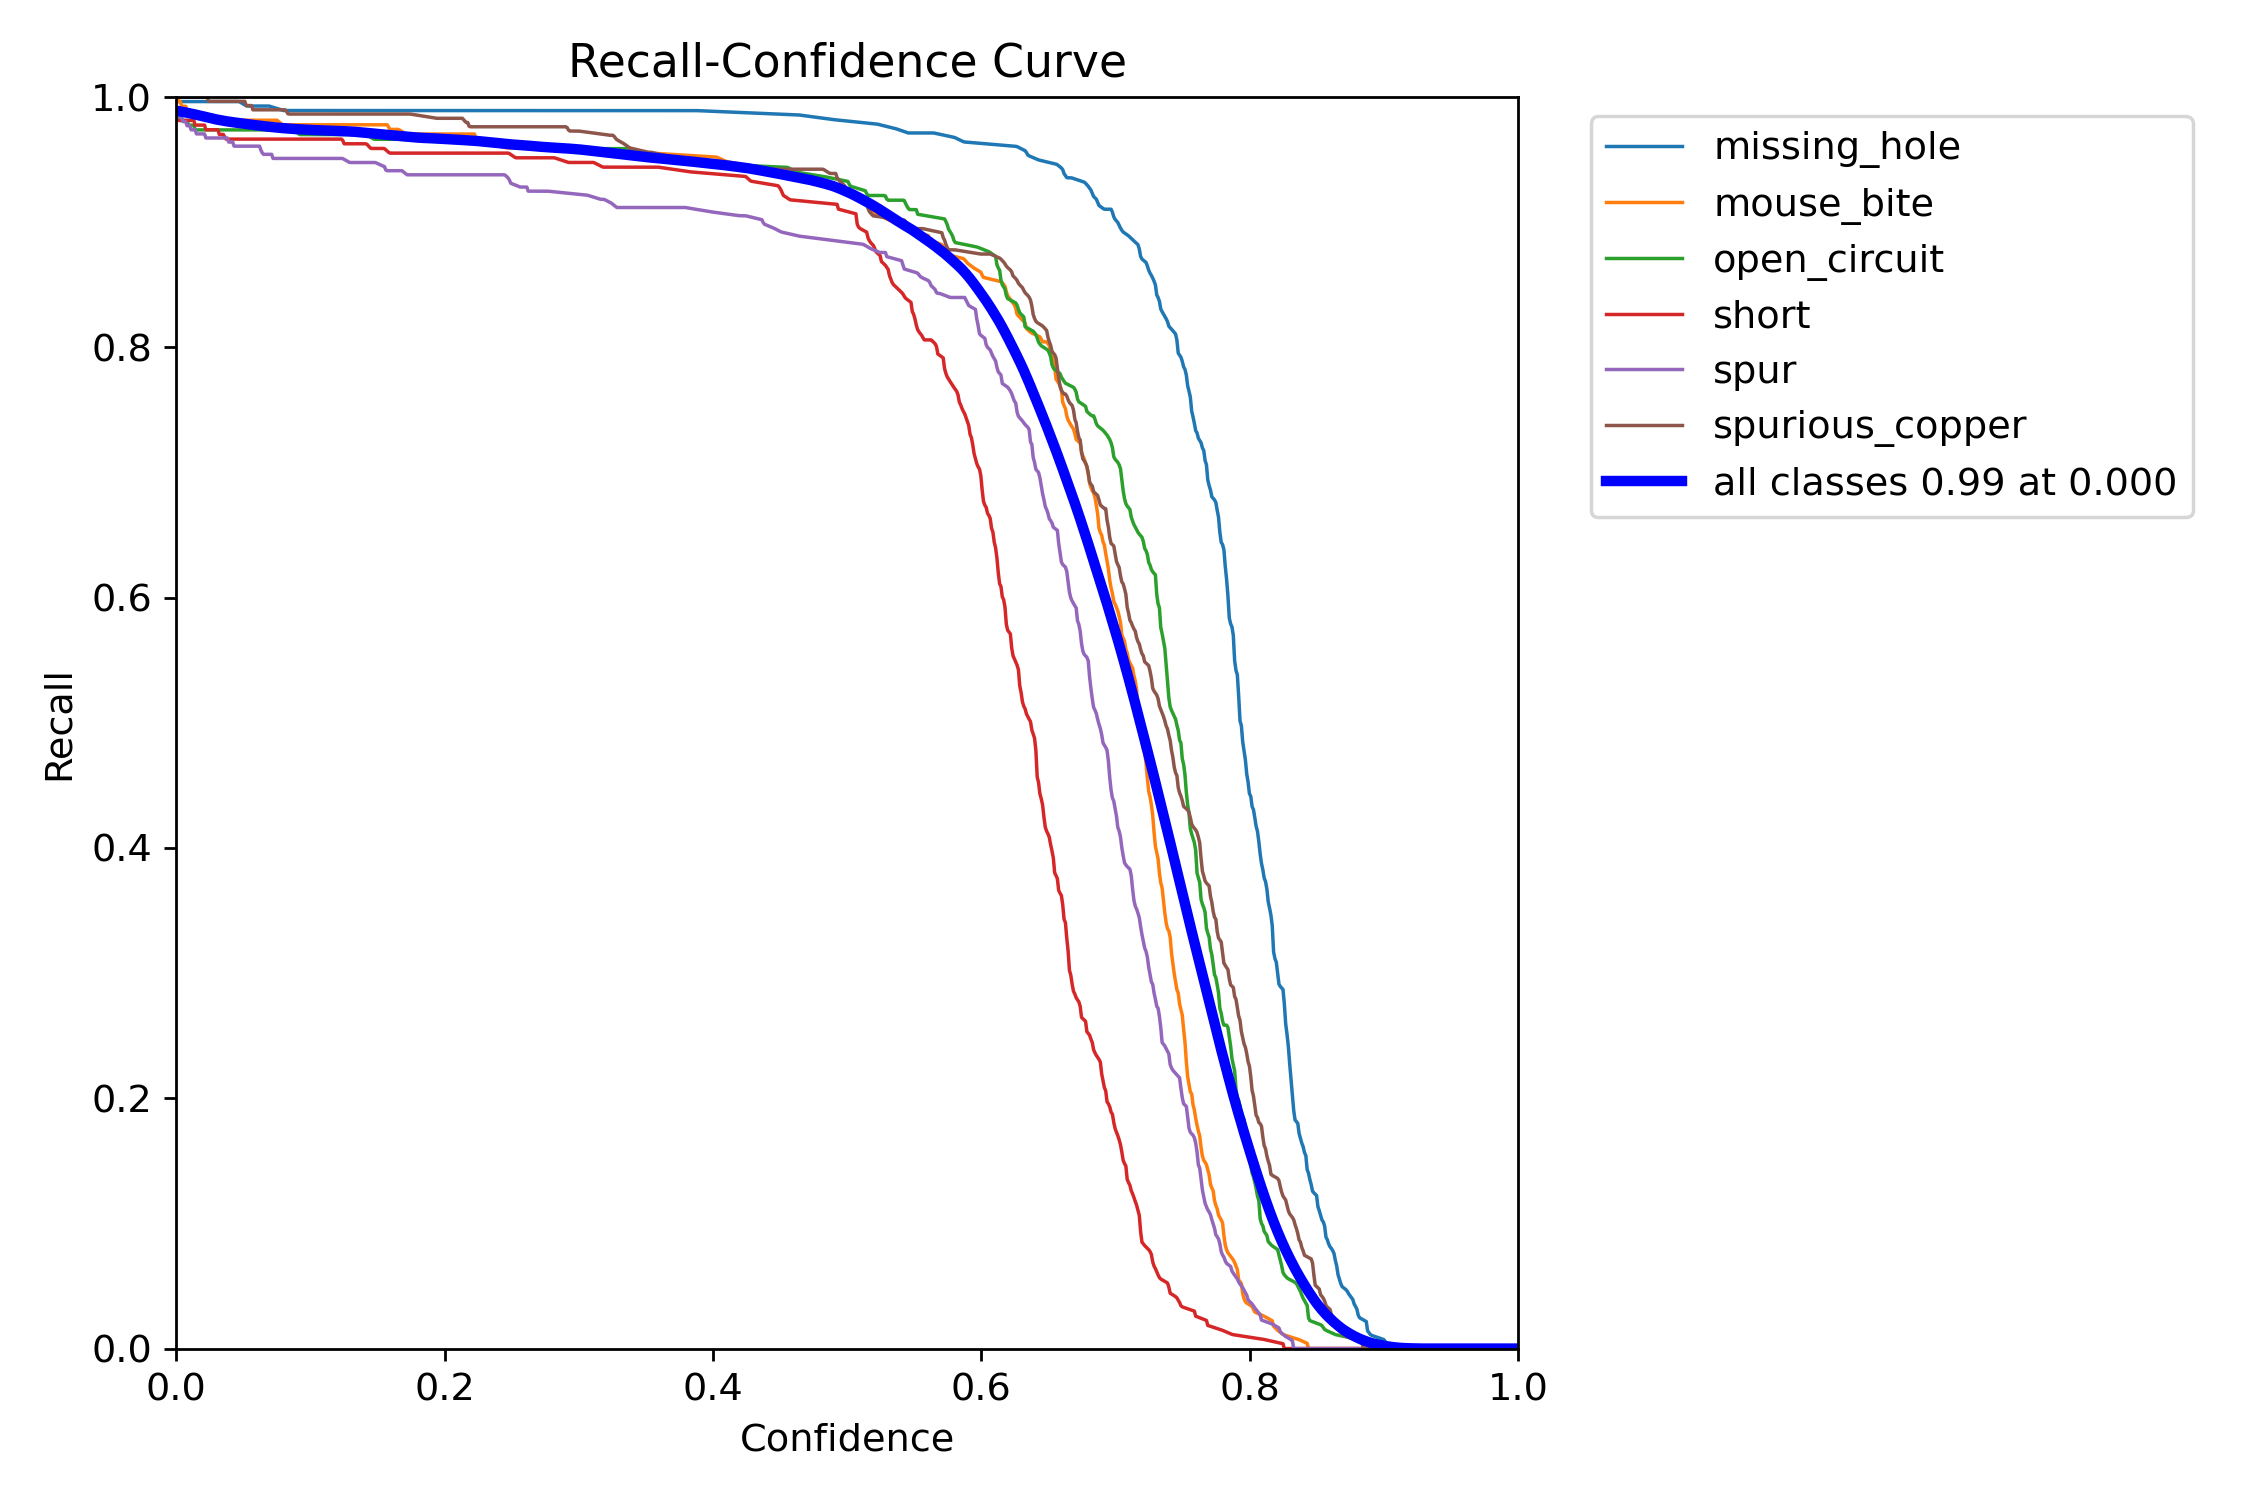 Recall-Confidence Curve
1.0
0.8
0.6
0.4
0.2
0.0
Recall
0.0 0.2 0.4 0.6 0.8 1.0
Confidence
missing_hole
mouse_bite
open_circuit
short
spur
spurious_copper
all classes 0.99 at 0.000